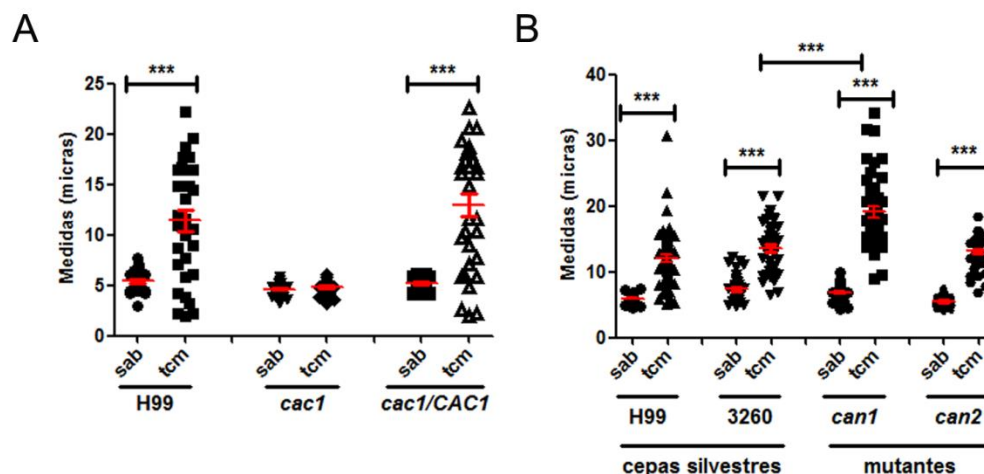 A
Medidas (micras)
25
20
15
10
5
0
***
***
sab
tcm
sab
tcm
sab
tcm
H99
cac1
cac1/CAC1
B
Medidas (micras)
40
30
20
10
0
***
***
***
***
***
sab
tcm
sab
tcm
sab
tcm
sab
tcm
H99
3260
can1
can2
cepas silvestres
mutantes